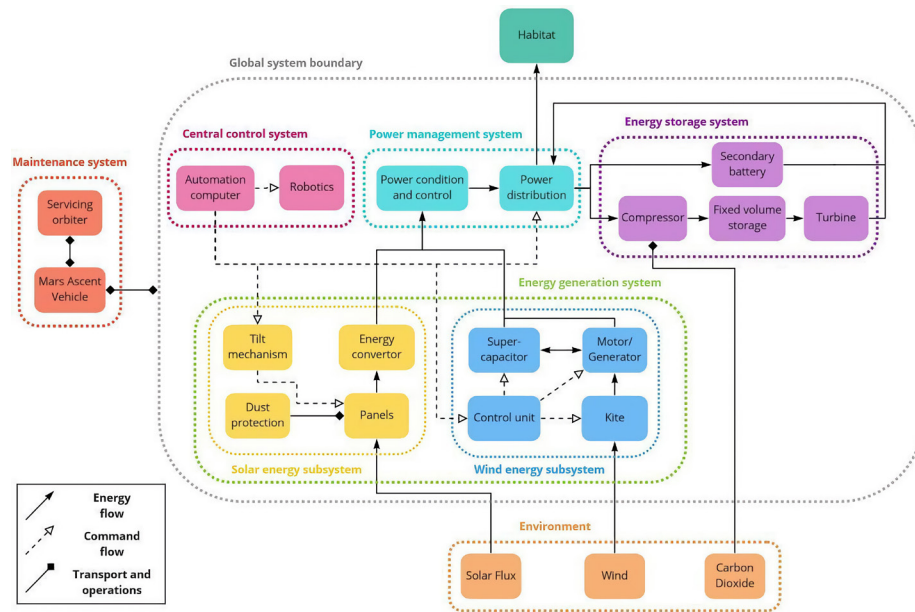 Habitat
Global system boundary
Central control system
Power management system
Energy storage system
Maintenance system
Automation
computer
Robotics
Power condition
and control
Power
distribution
Secondary
battery
Servicing
orbiter
Compressor
Fixed volume
storage
Turbine
Mars Ascent
Vehicle
Energy generation system
Tilt
mechanism
Energy
convertor
Super-
capacitor
Motor/
Generator
Dust
protection
Panels
Control unit
Kite
Solar energy subsystem
Wind energy subsystem
Energy
flow
Command
flow
Transport and
operations
Environment
Solar Flux
Wind
Carbon
Dioxide